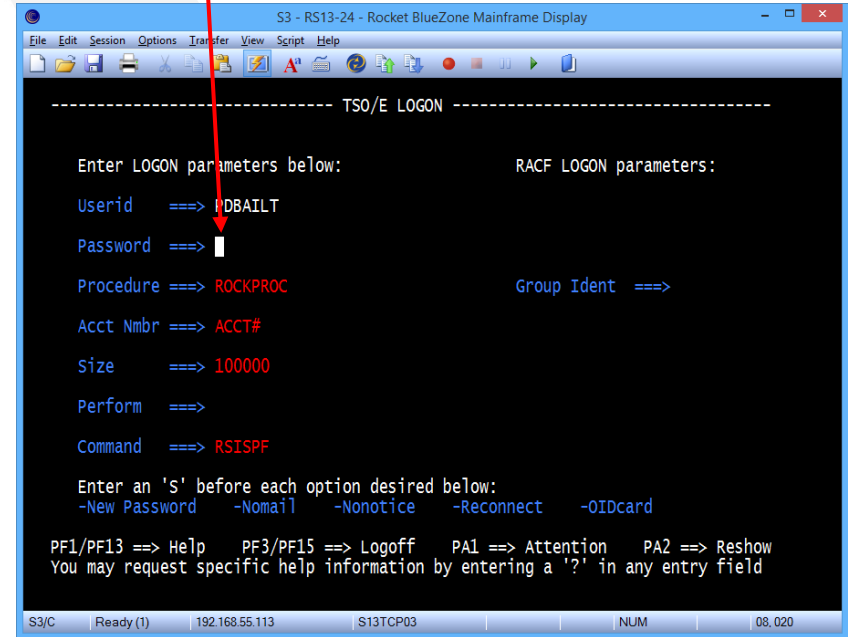 S3 - RS13-24 - Rocket BlueZone Mainframe Display
File Edit Session Options Transfer View Script Help
------------------------------- TSO/E LOGON -----------------------------------
Enter LOGON parameters below: RACF LOGON parameters:
Userid ===> PDBAILT
Password ===>
Procedure ===> ROCKPROC Group Ident ===>
Acct Nmbr ===> ACCT#
Size ===> 100000
Perform ===>
Command ===> RSISPF
Enter an 'S' before each option desired below:
-New Password -Nomail -Nonotice -Reconnect -OIDcard
PF1/PF13 ==> Help PF3/PF15 ==> Logoff PA1 ==> Attention PA2 ==> Reshow
You may request specific help information by entering a '?' in any entry field
S3/C Ready (1) 192.168.55.113 S13TCP03 NUM 08, 020